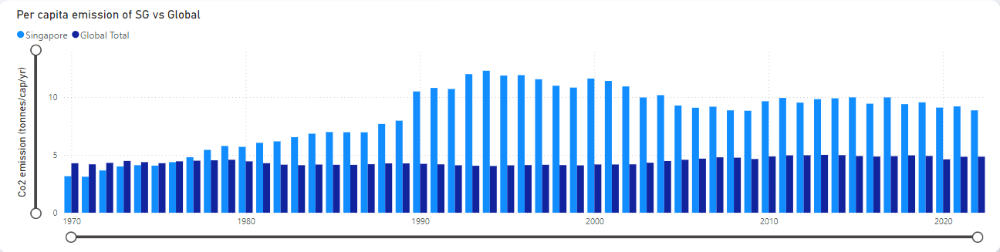 Per capita emission of SG vs Global
Singapore Global Total
Co2 emission (tonnes/cap/yr)
10
5
0
1970 1980 1990 2000 2010 2020